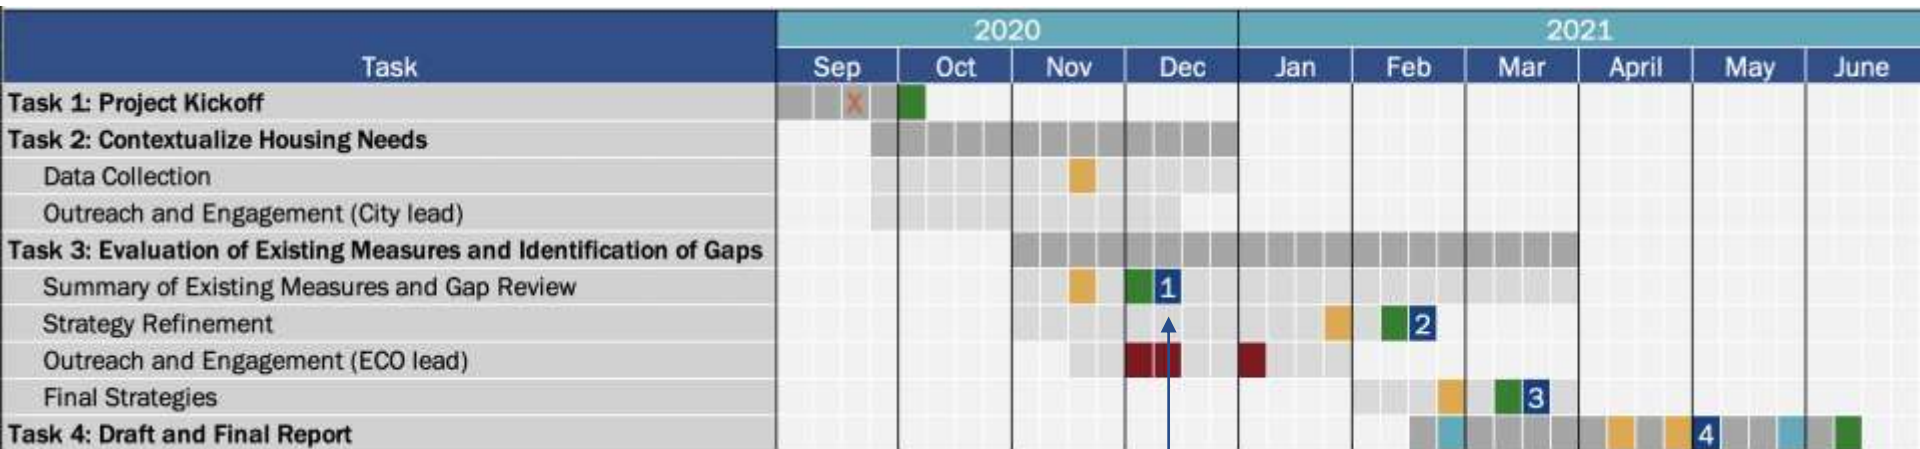 2020 2021
Task Sep Oct Nov Dec Jan Feb Mar April May June
Task 1: Project Kickoff X
Task 2: Contextualize Housing Needs
Data Collection
Outreach and Engagement (City lead)
Task 3: Evaluation of Existing Measures and Identification of Gaps
Summary of Existing Measures and Gap Review 1
Strategy Refinement 2
Outreach and Engagement (ECO lead)
Final Strategies 3
Task 4: Draft and Final Report 4